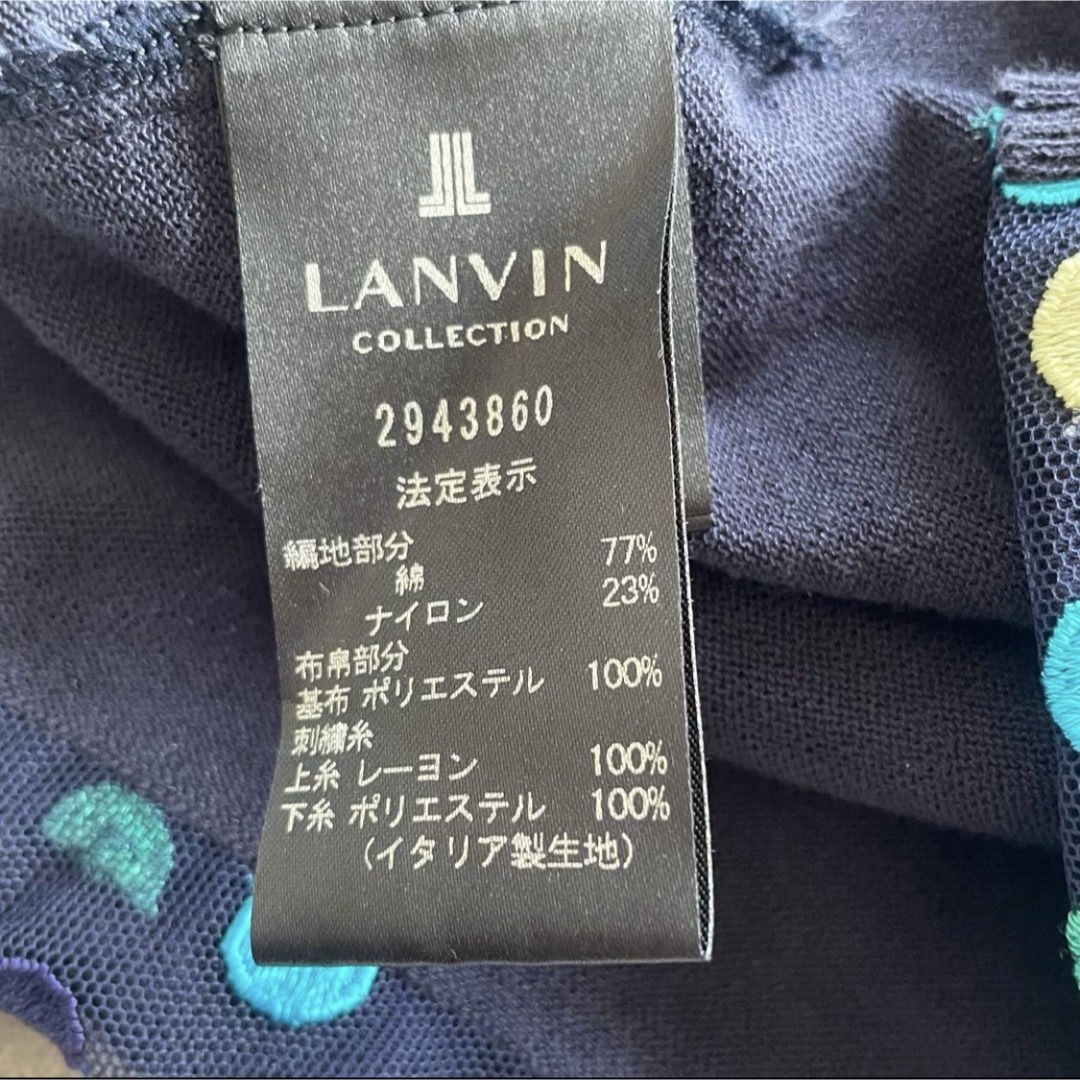 LANVIN
COLLECTION
2943860
法定表示
編地部分
綿 77%
ナイロン 23%
布帛部分
基布 ポリエステル 100%
刺繍糸
上糸 レーヨン 100%
下糸 ポリエステル 100%
(イタリア製生地)